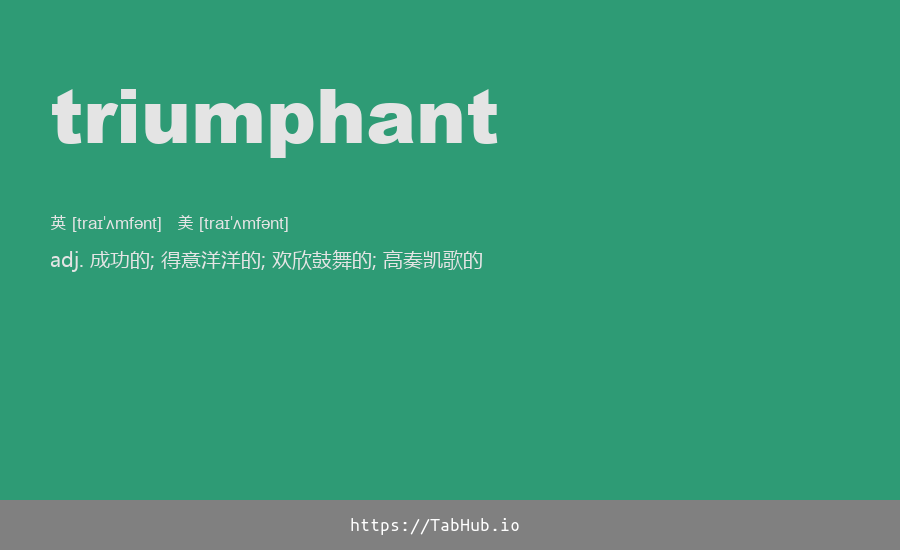 triumphant
英 [traɪˈʌmfənt] 美 [traɪˈʌmfənt]
adj. 成功的; 得意洋洋的; 欢欣鼓舞的; 高奏凯歌的
https://TabHub.io